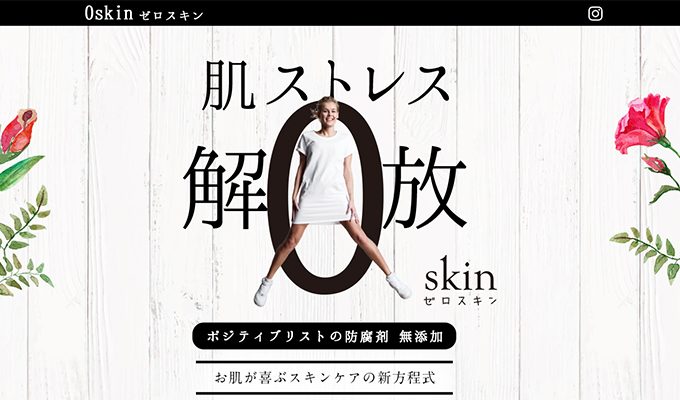 0skin ゼロスキン
肌ストレス
解0放
skin
ゼロスキン
ポジティブリストの防腐剤 無添加
お肌が喜ぶスキンケアの新方程式